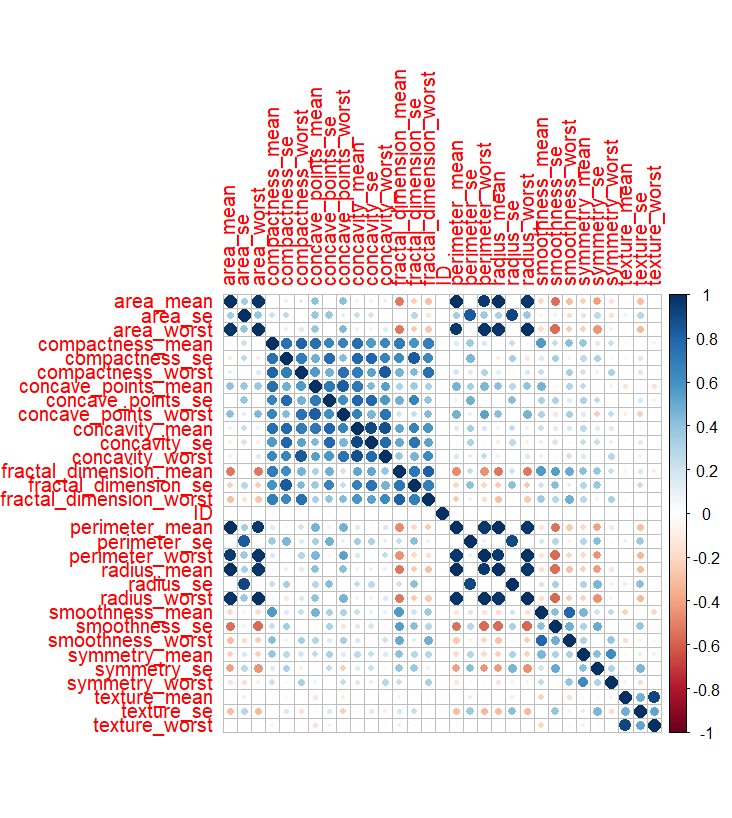 area_mean
area_se
area_worst
compactness_mean
compactness_se
compactness_worst
concave_points_mean
concave_points_se
concave_points_worst
concavity_mean
concavity_se
concavity_worst
fractal_dimension_mean
fractal_dimension_se
fractal_dimension_worst
ID
perimeter_mean
perimeter_se
perimeter_worst
radius_mean
radius_se
radius_worst
smoothness_mean
smoothness_se
smoothness_worst
symmetry_mean
symmetry_se
symmetry_worst
texture_mean
texture_se
texture_worst
area_mean
area_se
area_worst
compactness_mean
compactness_se
compactness_worst
concave_points_mean
concave_points_se
concave_points_worst
concavity_mean
concavity_se
concavity_worst
fractal_dimension_mean
fractal_dimension_se
fractal_dimension_worst
ID
perimeter_mean
perimeter_se
perimeter_worst
radius_mean
radius_se
radius_worst
smoothness_mean
smoothness_se
smoothness_worst
symmetry_mean
symmetry_se
symmetry_worst
texture_mean
texture_se
texture_worst
1
0.8
0.6
0.4
0.2
0
-0.2
-0.4
-0.6
-0.8
-1